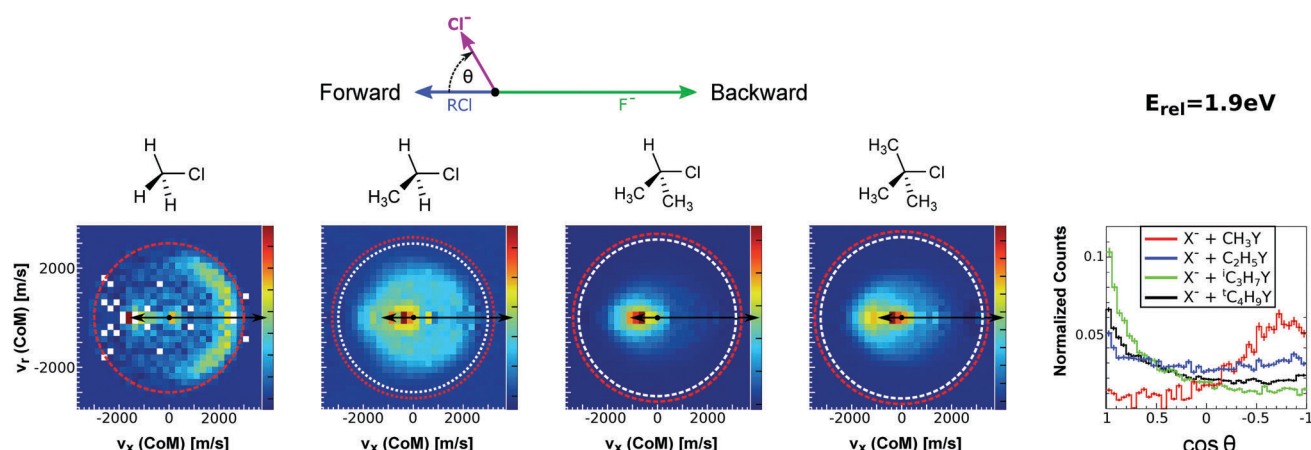 Cl⁻
θ
Forward
RCl
F⁻
Backward
E_rel=1.9eV
H
H
H
Cl
H
H₃C
H
Cl
H
H₃C
CH₃
Cl
H₃C
H₃C
CH₃
Cl
v_r (CoM) [m/s]
2000
0
-2000
-2000 0 2000
v_x (CoM) [m/s]
-2000 0 2000
v_x (CoM) [m/s]
-2000 0 2000
v_x (CoM) [m/s]
-2000 0 2000
v_x (CoM) [m/s]
Normalized Counts
0.1
0.05
X⁻ + CH₃Y
X⁻ + C₂H₅Y
X⁻ + ⁱC₃H₇Y
X⁻ + ᵗC₄H₉Y
1 0.5 0 -0.5 -1
cos θ